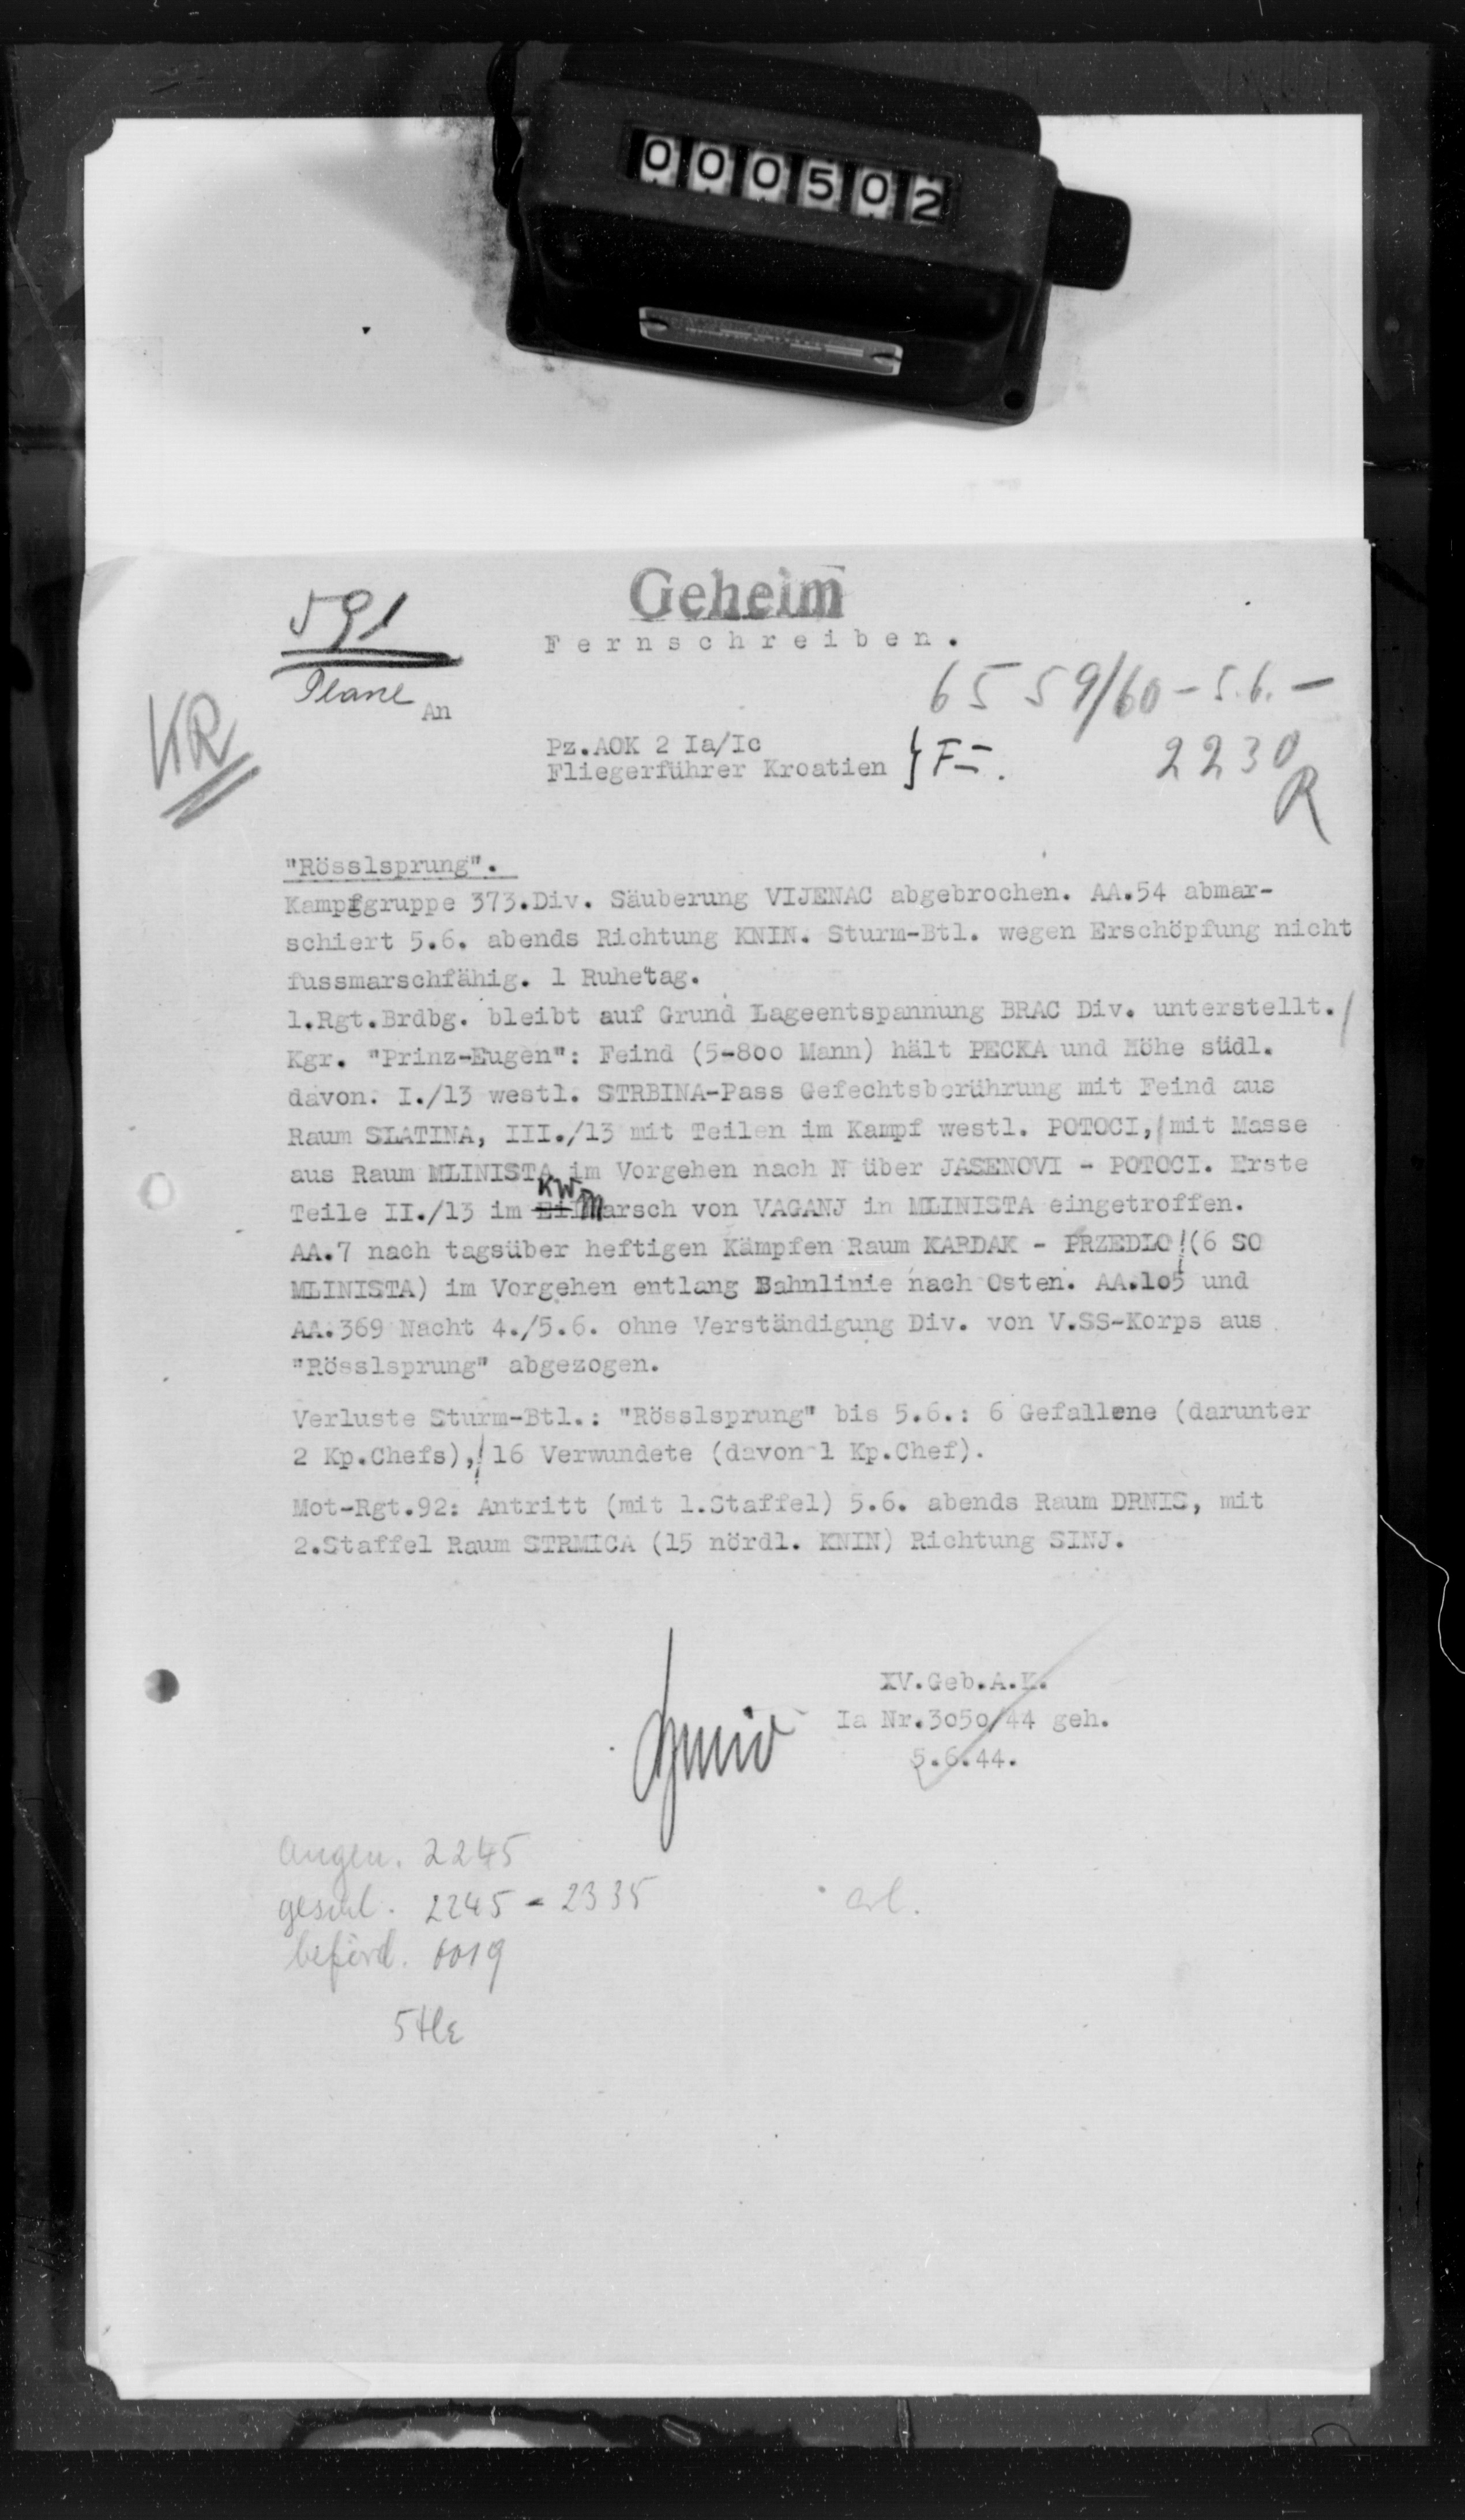 000502
Geheim
591
Fernschreiben.
6559/60 - 5.6. -
KR
An
Pz.AOK 2 Ia/Ic
Fliegerführer Kroatien } F=.
2230
R
"Rösslsprung".
Kampfgruppe 373.Div. Säuberung VIJENAC abgebrochen. AA.54 abmar-
schiert 5.6. abends Richtung KNIN. Sturm-Btl. wegen Erschöpfung nicht
fussmarschfähig. 1 Ruhetag.
1.Rgt.Brdbg. bleibt auf Grund Lageentspannung BRAC Div. unterstellt.
Kgr. "Prinz-Eugen": Feind (5-800 Mann) hält PECKA und Höhe südl.
davon. I./13 westl. STRBINA-Pass Gefechtsberührung mit Feind aus
Raum SLATINA, III./13 mit Teilen im Kampf westl. POTOCI, mit Masse
aus Raum MLINISTA im Vorgehen nach N über JASENOVI - POTOCI. Erste
Teile II./13 im KW Marsch von VAGANJ in MLINISTA eingetroffen.
AA.7 nach tagsüber heftigen Kämpfen Raum KARDAK - PRZEDLO (6 SO
MLINISTA) im Vorgehen entlang Bahnlinie nach Osten. AA.105 und
AA.369 Nacht 4./5.6. ohne Verständigung Div. von V.SS-Korps aus
"Rösslsprung" abgezogen.
Verluste Sturm-Btl.: "Rösslsprung" bis 5.6.: 6 Gefallene (darunter
2 Kp.Chefs), 16 Verwundete (davon 1 Kp.Chef).
Mot-Rgt.92: Antritt (mit 1.Staffel) 5.6. abends Raum DRNIS, mit
2.Staffel Raum STRMICA (15 nördl. KNIN) Richtung SINJ.
XV.Geb.A.K.
Ia Nr.3050/44 geh.
5.6.44.
angen. 2245
geschl. 2245 - 2335
erl.
beförd. 0019